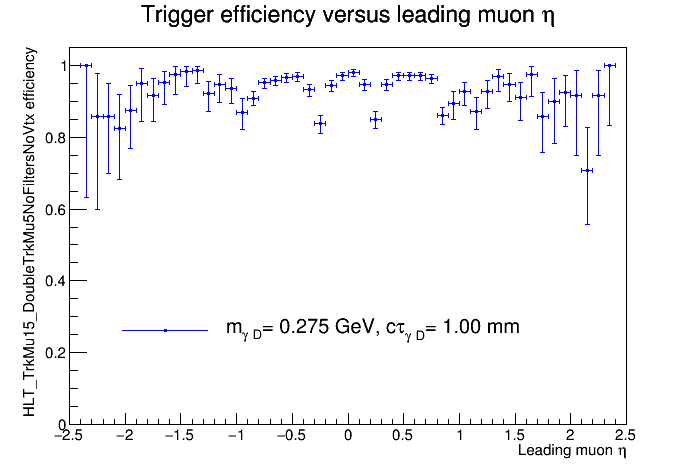 Trigger efficiency versus leading muon η
HLT_TrkMu15_DoubleTrkMu5NoFiltersNoVtx efficiency
1
0.8
0.6
0.4
0.2
0
m_γ D= 0.275 GeV, cτ_γ D= 1.00 mm
−2.5 −2 −1.5 −1 −0.5 0 0.5 1 1.5 2 2.5
Leading muon η